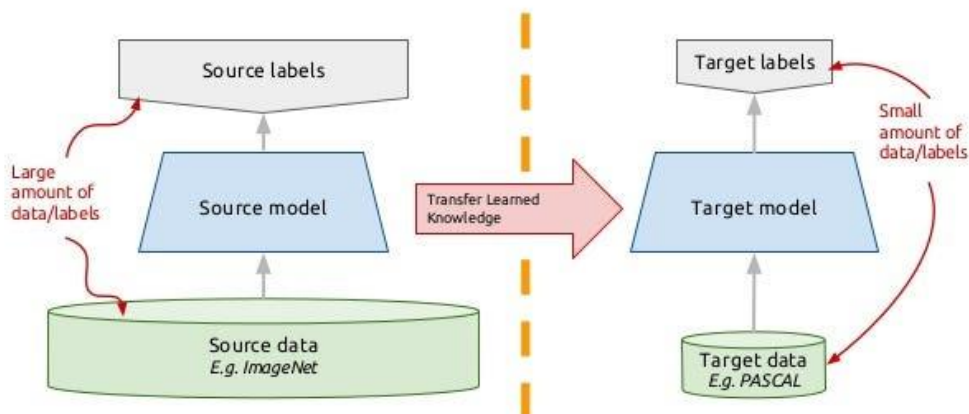 Source labels
Large
amount of
data/labels
Source model
Source data
E.g. ImageNet
Transfer Learned
Knowledge
Target labels
Small
amount of
data/labels
Target model
Target data
E.g. PASCAL